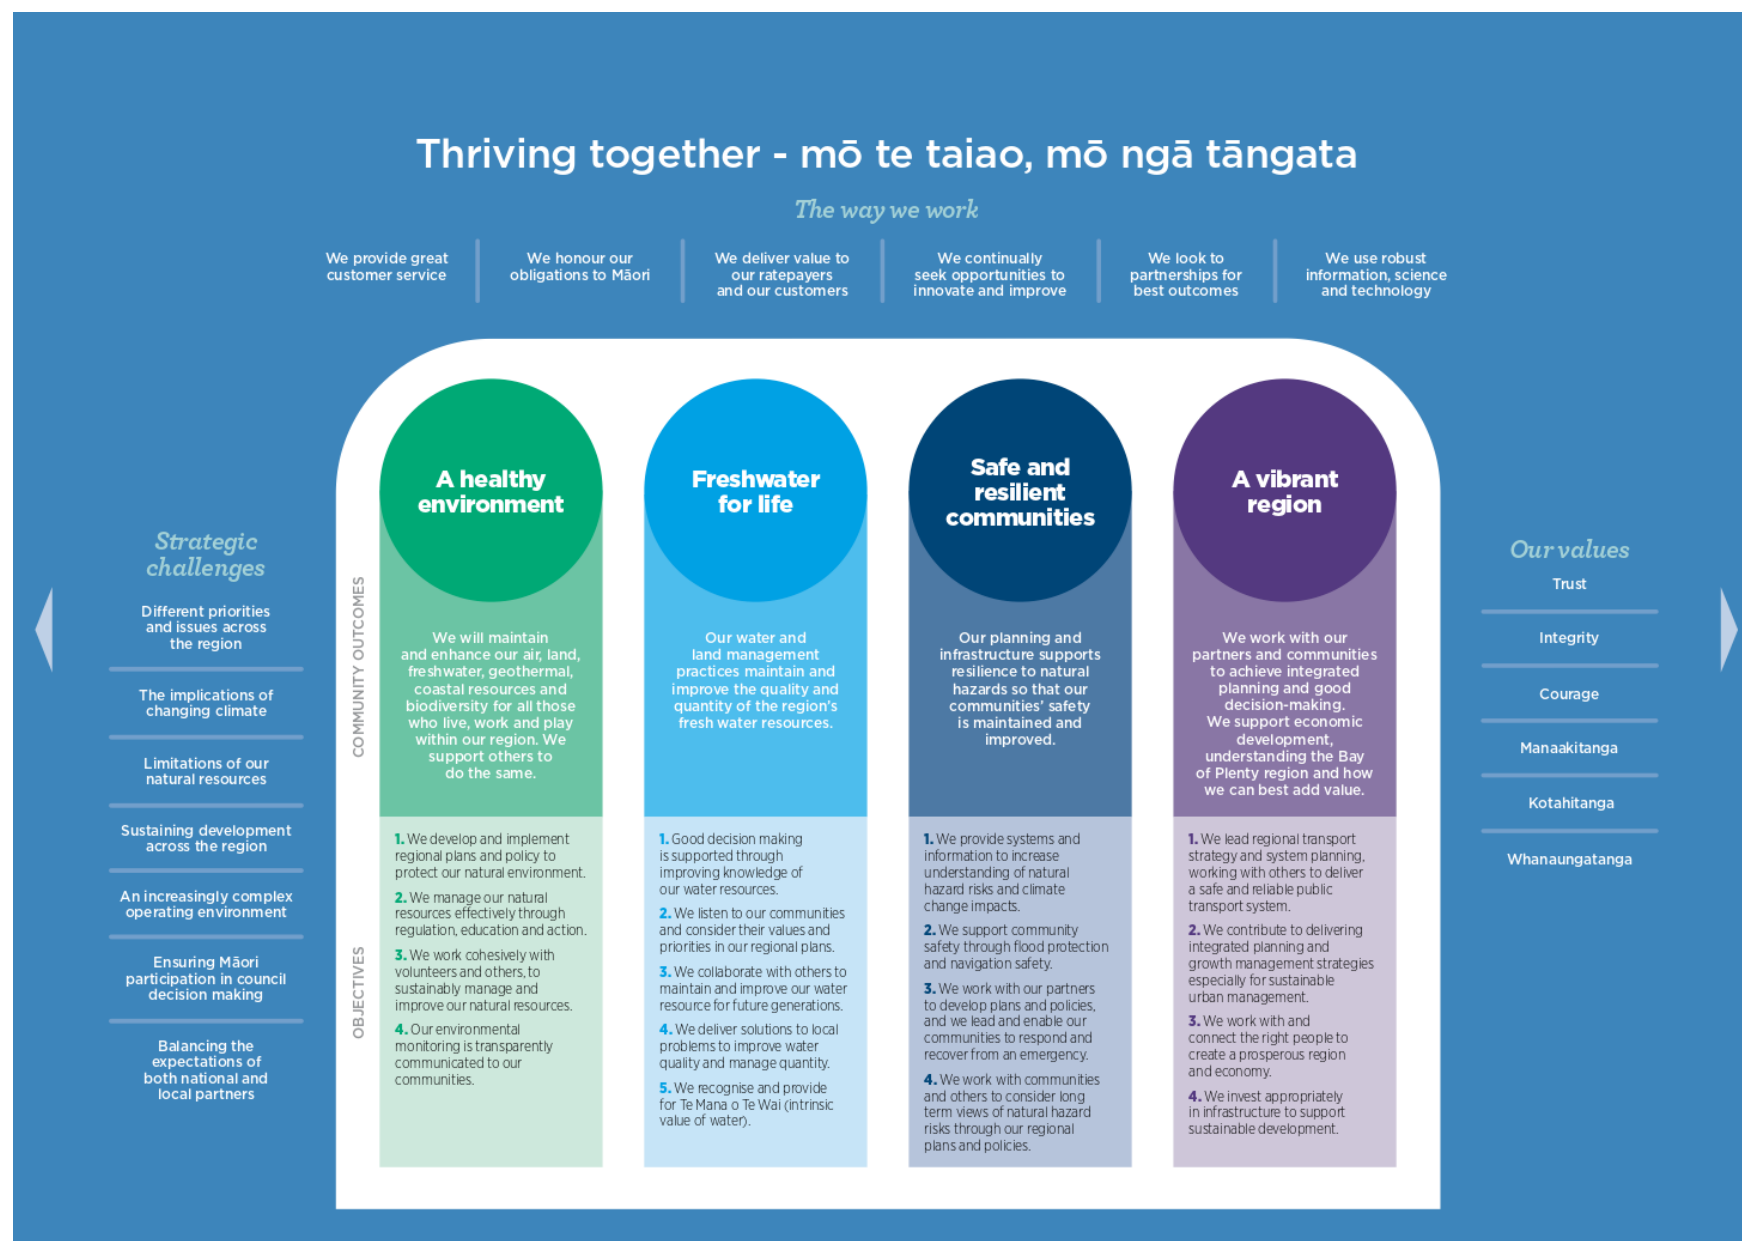 Thriving together - mō te taiao, mō ngā tāngata
The way we work
We provide great
customer service
We honour our
obligations to Māori
We deliver value to
our ratepayers
and our customers
We continually
seek opportunities to
innovate and improve
We look to
partnerships for
best outcomes
We use robust
information, science
and technology
Strategic
challenges
Different priorities
and issues across
the region
The implications of
changing climate
Limitations of our
natural resources
Sustaining development
across the region
An increasingly complex
operating environment
Ensuring Māori
participation in council
decision making
Balancing the
expectations of
both national and
local partners
COMMUNITY OUTCOMES
OBJECTIVES
A healthy
environment
We will maintain
and enhance our air, land,
freshwater, geothermal,
coastal resources and
biodiversity for all those
who live, work and play
within our region. We
support others to
do the same.
1. We develop and implement
regional plans and policy to
protect our natural environment.
2. We manage our natural
resources effectively through
regulation, education and action.
3. We work cohesively with
volunteers and others, to
sustainably manage and
improve our natural resources.
4. Our environmental
monitoring is transparently
communicated to our
communities.
Freshwater
for life
Our water and
land management
practices maintain and
improve the quality and
quantity of the region's
fresh water resources.
1. Good decision making
is supported through
improving knowledge of
our water resources.
2. We listen to our communities
and consider their values and
priorities in our regional plans.
3. We collaborate with others to
maintain and improve our water
resource for future generations.
4. We deliver solutions to local
problems to improve water
quality and manage quantity.
5. We recognise and provide
for Te Mana o Te Wai (intrinsic
value of water).
Safe and
resilient
communities
Our planning and
infrastructure supports
resilience to natural
hazards so that our
communities' safety
is maintained and
improved.
1. We provide systems and
information to increase
understanding of natural
hazard risks and climate
change impacts.
2. We support community
safety through flood protection
and navigation safety.
3. We work with our partners
to develop plans and policies,
and we lead and enable our
communities to respond and
recover from an emergency.
4. We work with communities
and others to consider long
term views of natural hazard
risks through our regional
plans and policies.
A vibrant
region
We work with our
partners and communities
to achieve integrated
planning and good
decision-making.
We support economic
development,
understanding the Bay
of Plenty region and how
we can best add value.
1. We lead regional transport
strategy and system planning,
working with others to deliver
a safe and reliable public
transport system.
2. We contribute to delivering
integrated planning and
growth management strategies
especially for sustainable
urban management.
3. We work with and
connect the right people to
create a prosperous region
and economy.
4. We invest appropriately
in infrastructure to support
sustainable development.
Our values
Trust
Integrity
Courage
Manaakitanga
Kotahitanga
Whanaungatanga